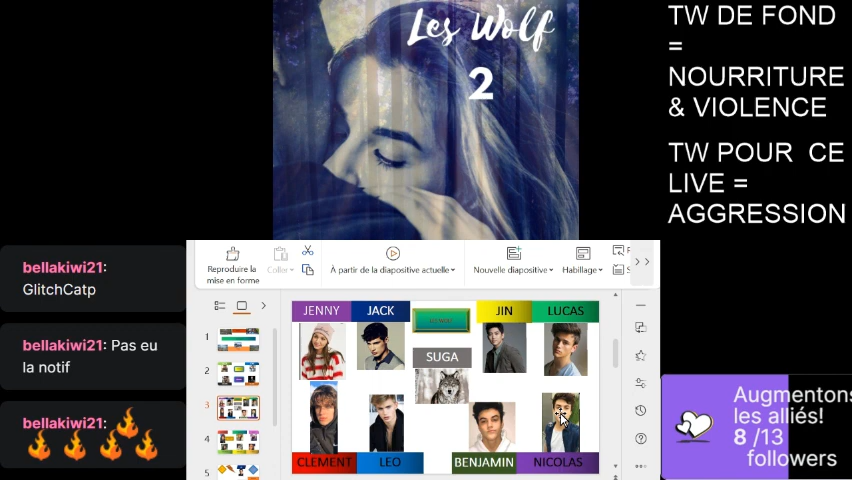 Les Wolf
2
TW DE FOND
=
NOURRITURE
& VIOLENCE
TW POUR CE
LIVE =
AGGRESSION
bellakiwi21:
GlitchCatp
bellakiwi21: Pas eu
la notif
bellakiwi21:
Reproduire la
mise en forme
Coller
À partir de la diapositive actuelle
Nouvelle diapositive
Habillage
1
2
3
4
5
JENNY
JACK
JIN
LUCAS
SUGA
CLEMENT
LEO
BENJAMIN
NICOLAS
Augmentons
les alliés!
8 /13
followers